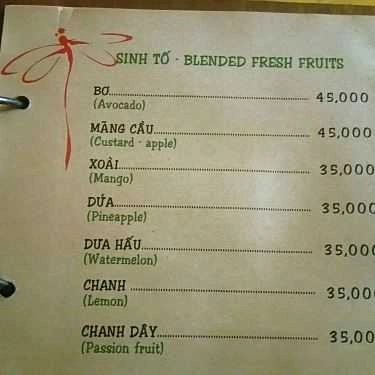 SINH TỐ - BLENDED FRESH FRUITS
BƠ 45,000
(Avocado)
MÃNG CẦU 45,000
(Custard - apple)
XOÀI 35,000
(Mango)
DỨA 35,000
(Pineapple)
DƯA HẤU 35,000
(Watermelon)
CHANH 35,000
(Lemon)
CHANH DÂY 35,00
(Passion fruit)